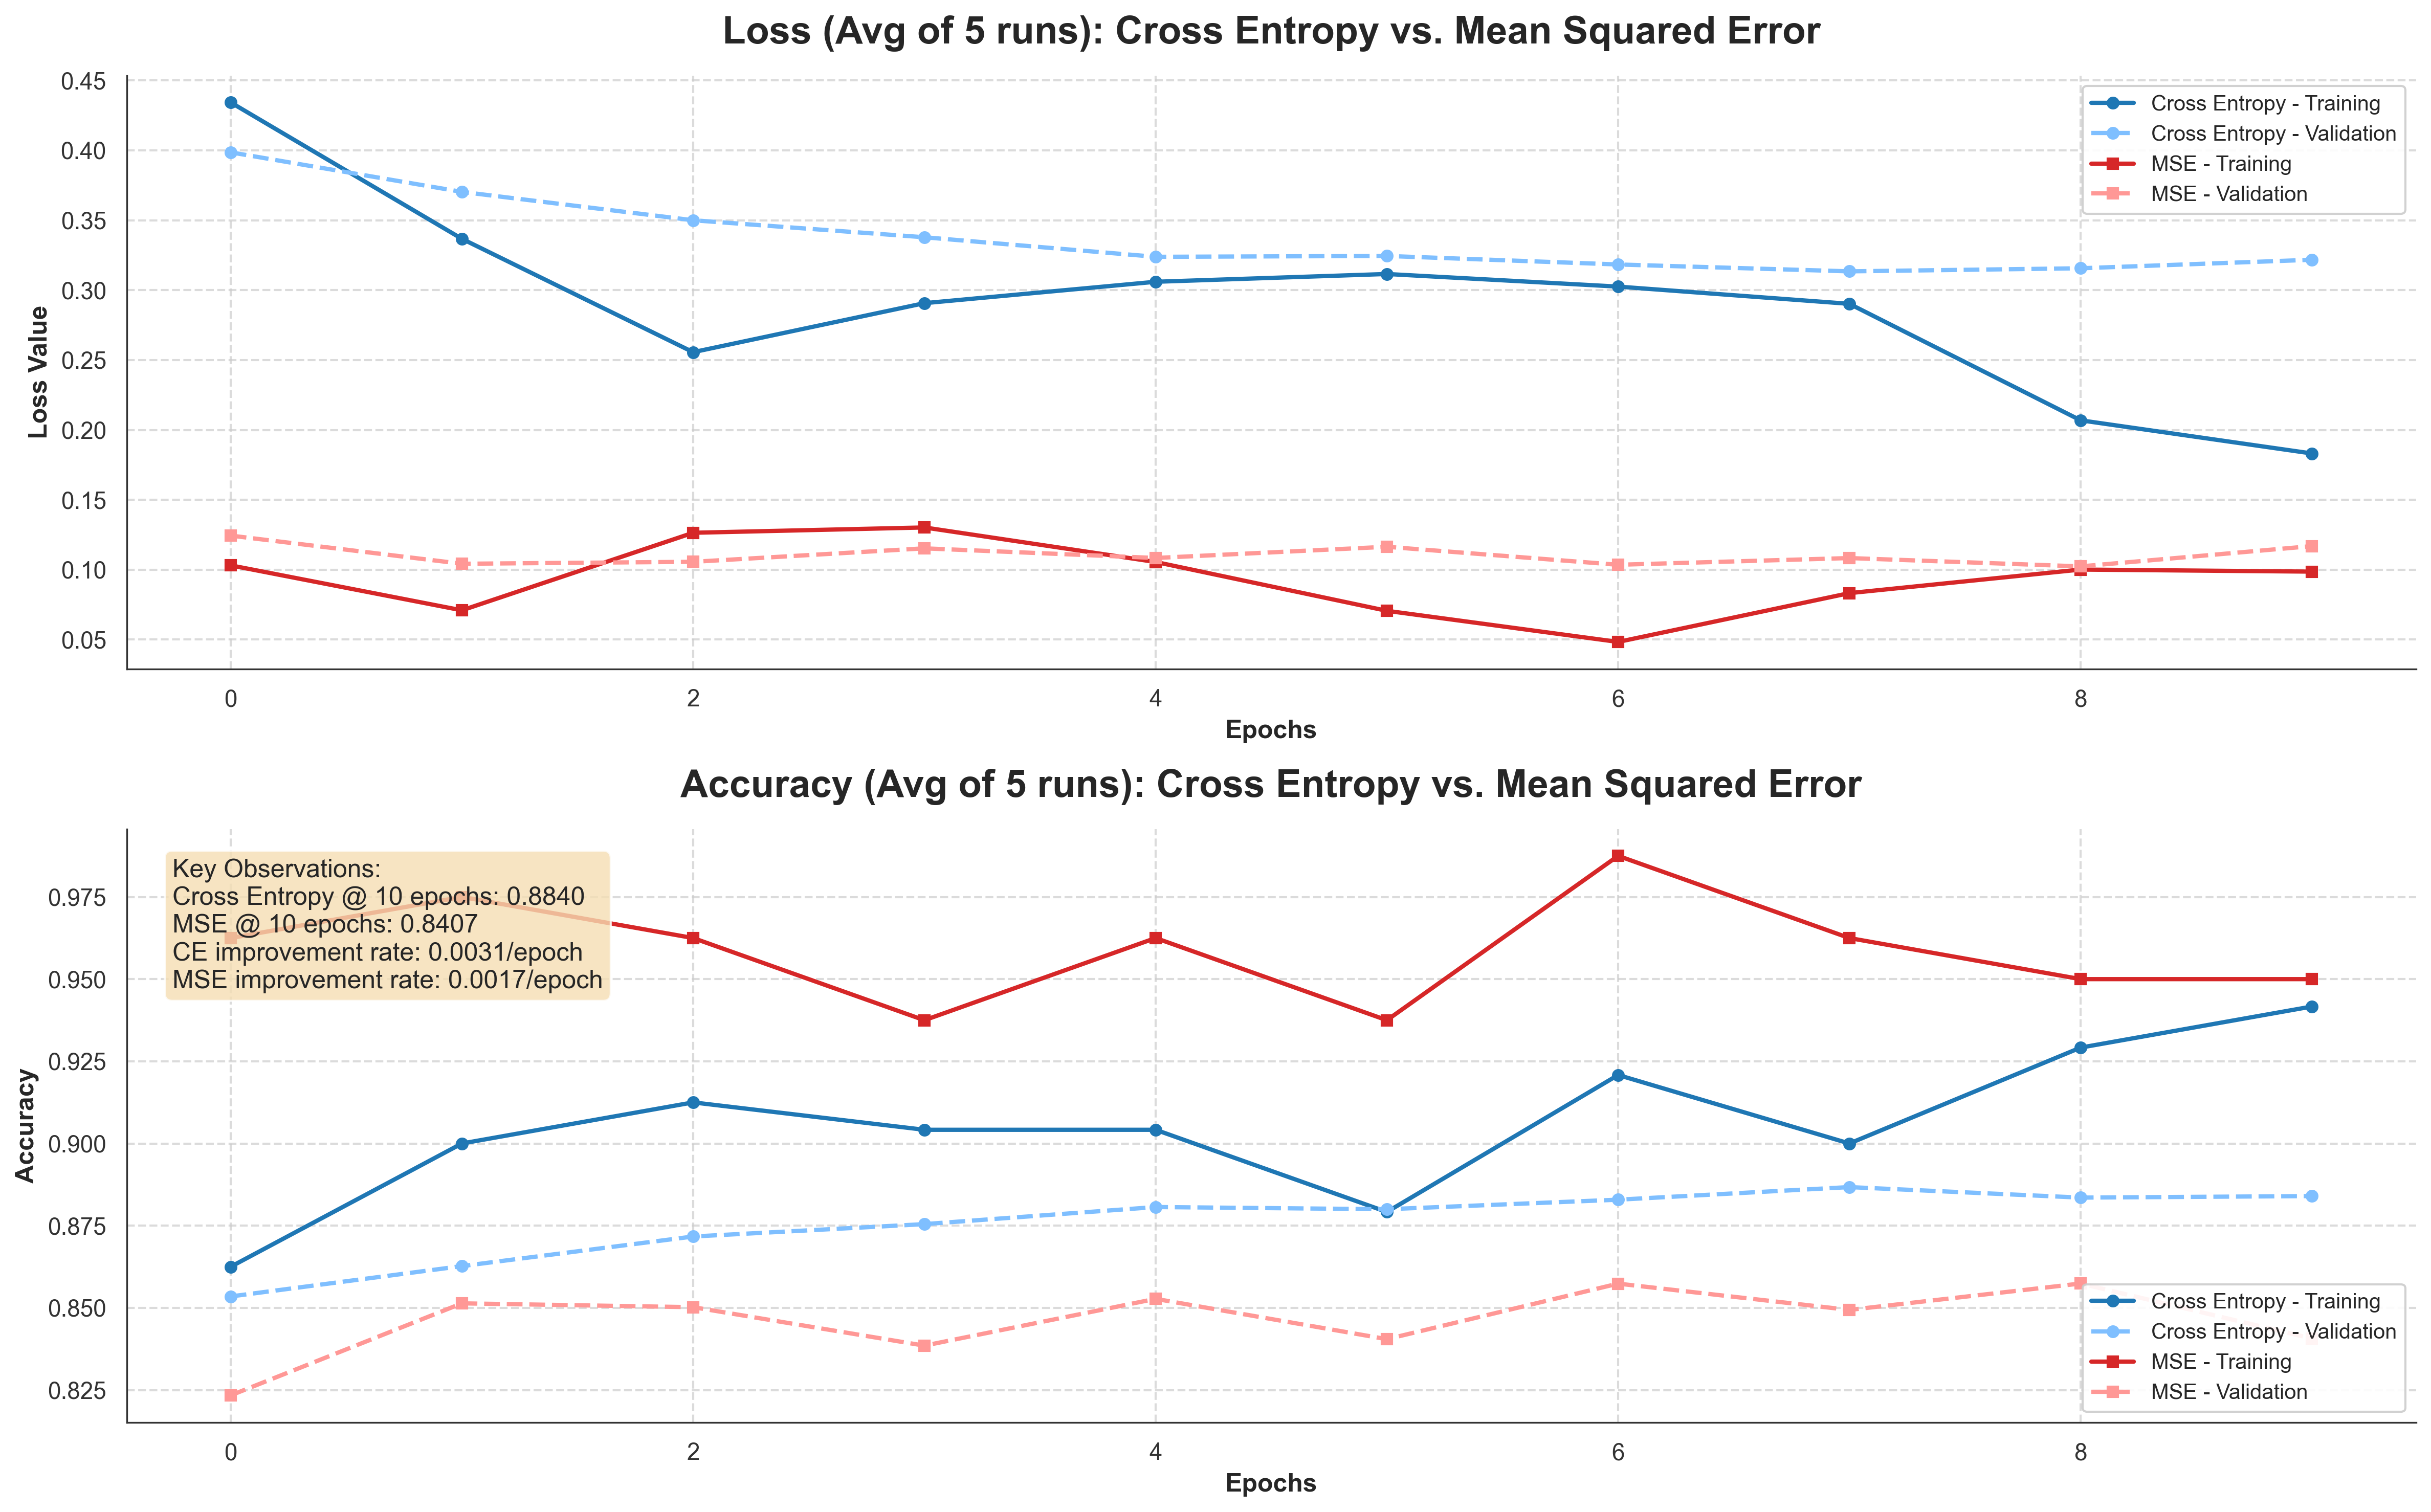 Loss (Avg of 5 runs): Cross Entropy vs. Mean Squared Error
Loss Value
0.45
0.40
0.35
0.30
0.25
0.20
0.15
0.10
0.05
Cross Entropy - Training
Cross Entropy - Validation
MSE - Training
MSE - Validation
0
2
4
6
8
Epochs
Accuracy (Avg of 5 runs): Cross Entropy vs. Mean Squared Error
Accuracy
0.975
0.950
0.925
0.900
0.875
0.850
0.825
Key Observations:
Cross Entropy @ 10 epochs: 0.8840
MSE @ 10 epochs: 0.8407
CE improvement rate: 0.0031/epoch
MSE improvement rate: 0.0017/epoch
Cross Entropy - Training
Cross Entropy - Validation
MSE - Training
MSE - Validation
0
2
4
6
8
Epochs